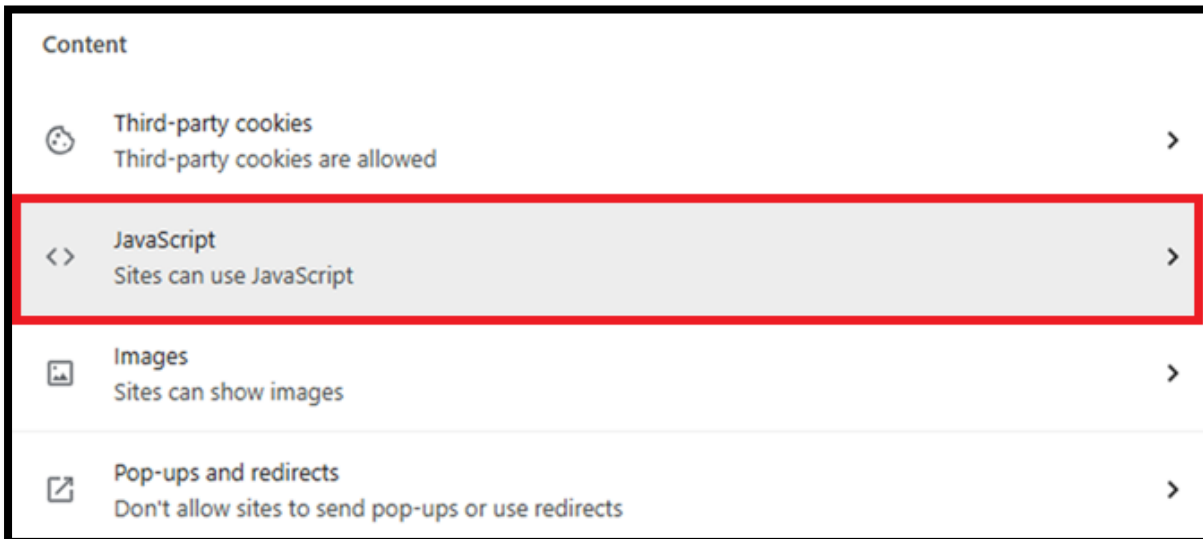 Content
Third-party cookies
Third-party cookies are allowed
JavaScript
Sites can use JavaScript
Images
Sites can show images
Pop-ups and redirects
Don't allow sites to send pop-ups or use redirects